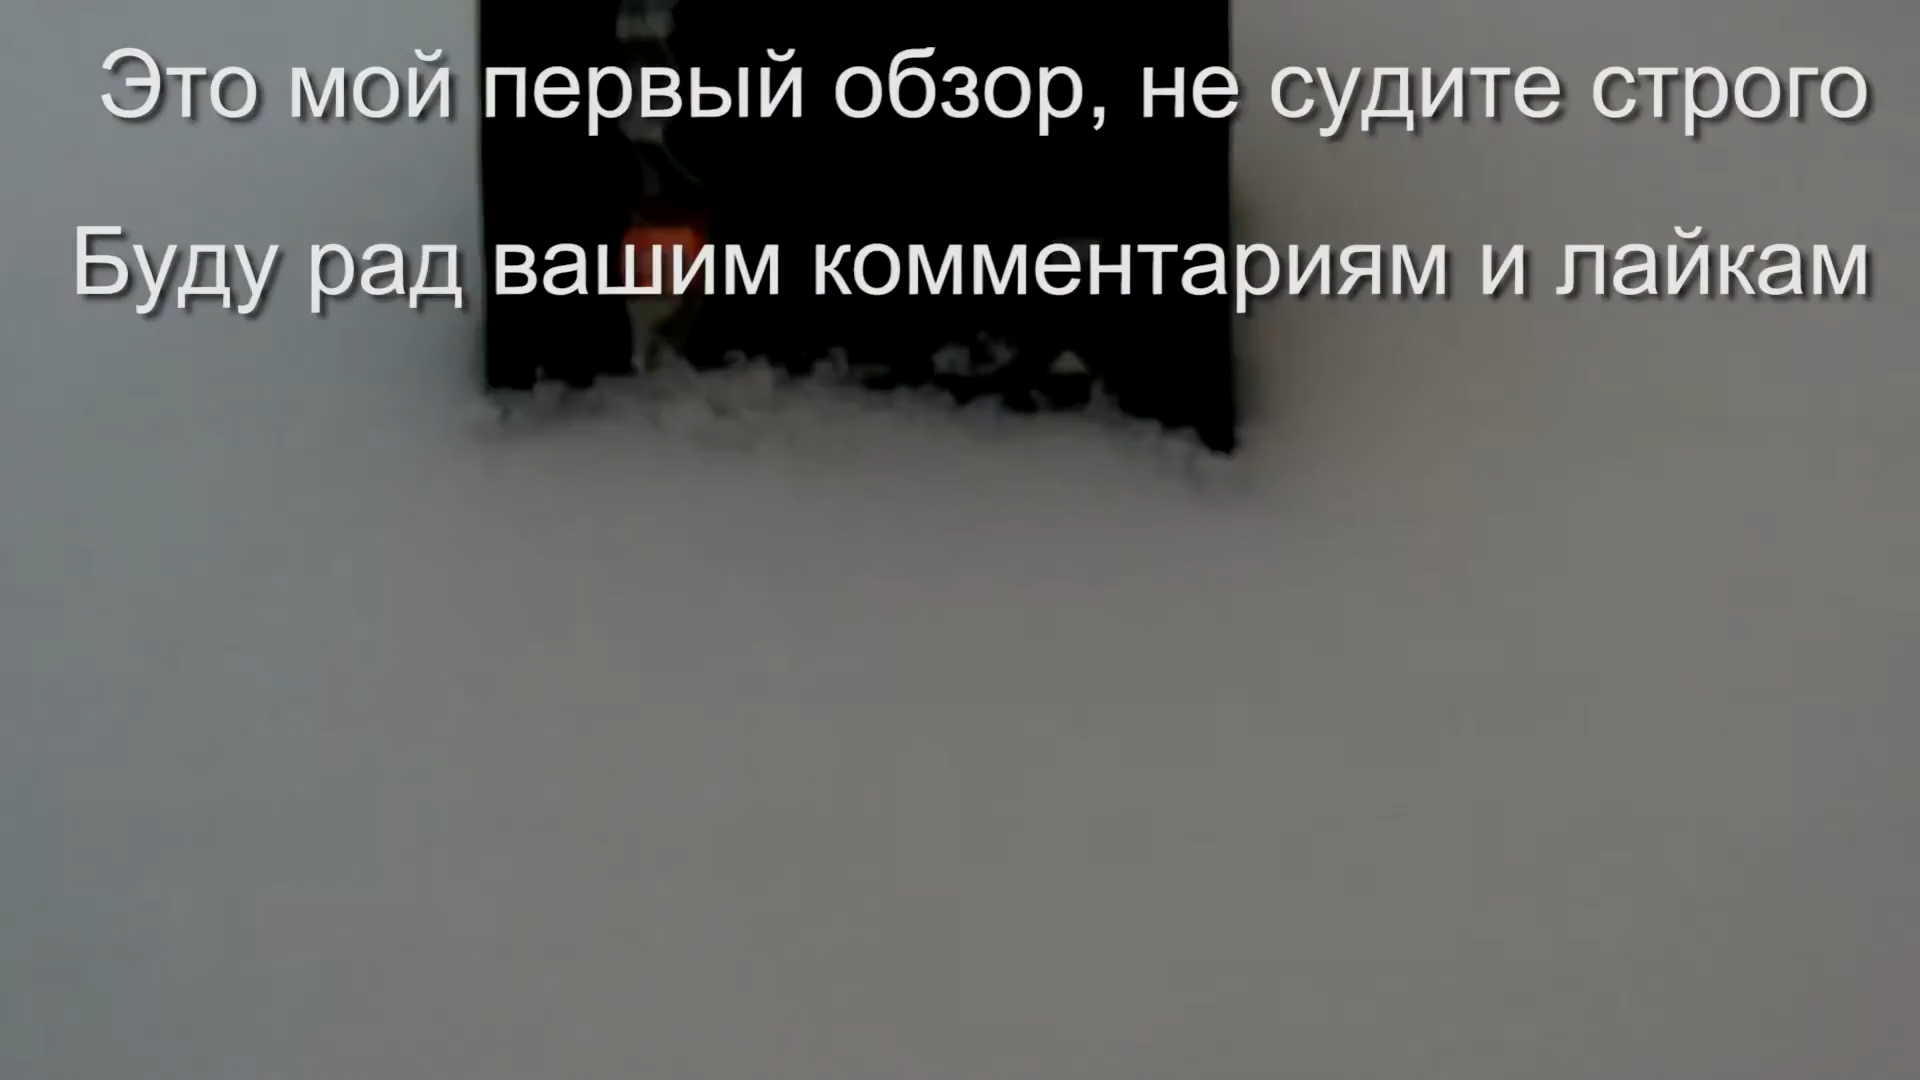 Это мой первый обзор, не судите строго
Буду рад вашим комментариям и лайкам